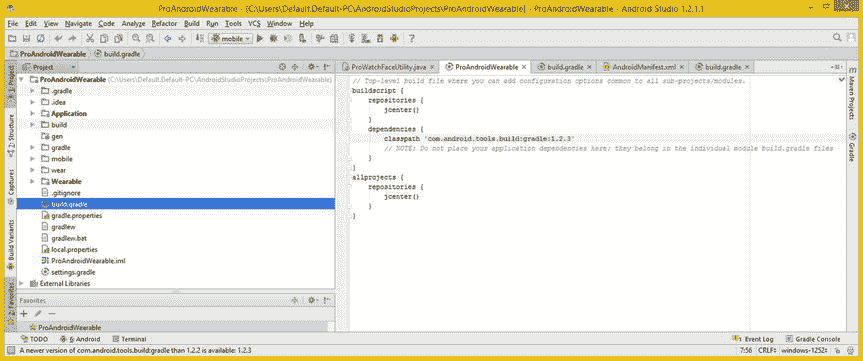 ProAndroidWearable - [C:\Users\Default.Default-PC\AndroidStudioProjects\ProAndroidWearable] - ProAndroidWearable - Android Studio 1.2.1.1
File Edit View Navigate Code Analyze Refactor Build Run Tools VCS Window Help
mobile
ProAndroidWearable build.gradle
Project
ProWatchFaceUtility.java ProAndroidWearable build.gradle AndroidManifest.xml build.gradle
ProAndroidWearable (C:\Users\Default.Default-PC\AndroidStudioProjects\ProAndroidWearable)
.gradle
.idea
Application
build
gen
gradle
mobile
wear
Wearable
.gitignore
build.gradle
gradle.properties
gradlew
gradlew.bat
local.properties
ProAndroidWearable.iml
settings.gradle
External Libraries
Favorites
ProAndroidWearable
1: Project
7: Structure
Captures
Build Variants
2: Favorites
// Top-level build file where you can add configuration options common to all sub-projects/modules.
buildscript {
repositories {
jcenter()
}
dependencies {
classpath 'com.android.tools.build:gradle:1.2.3'
// NOTE: Do not place your application dependencies here; they belong in the individual module build.gradle files
}
}
allprojects {
repositories {
jcenter()
}
}
Maven Projects
Gradle
TODO 6: Android Terminal
1 Event Log Gradle Console
A newer version of com.android.tools.build:gradle than 1.2.2 is available: 1.2.3
7:56 CRLF windows-1252